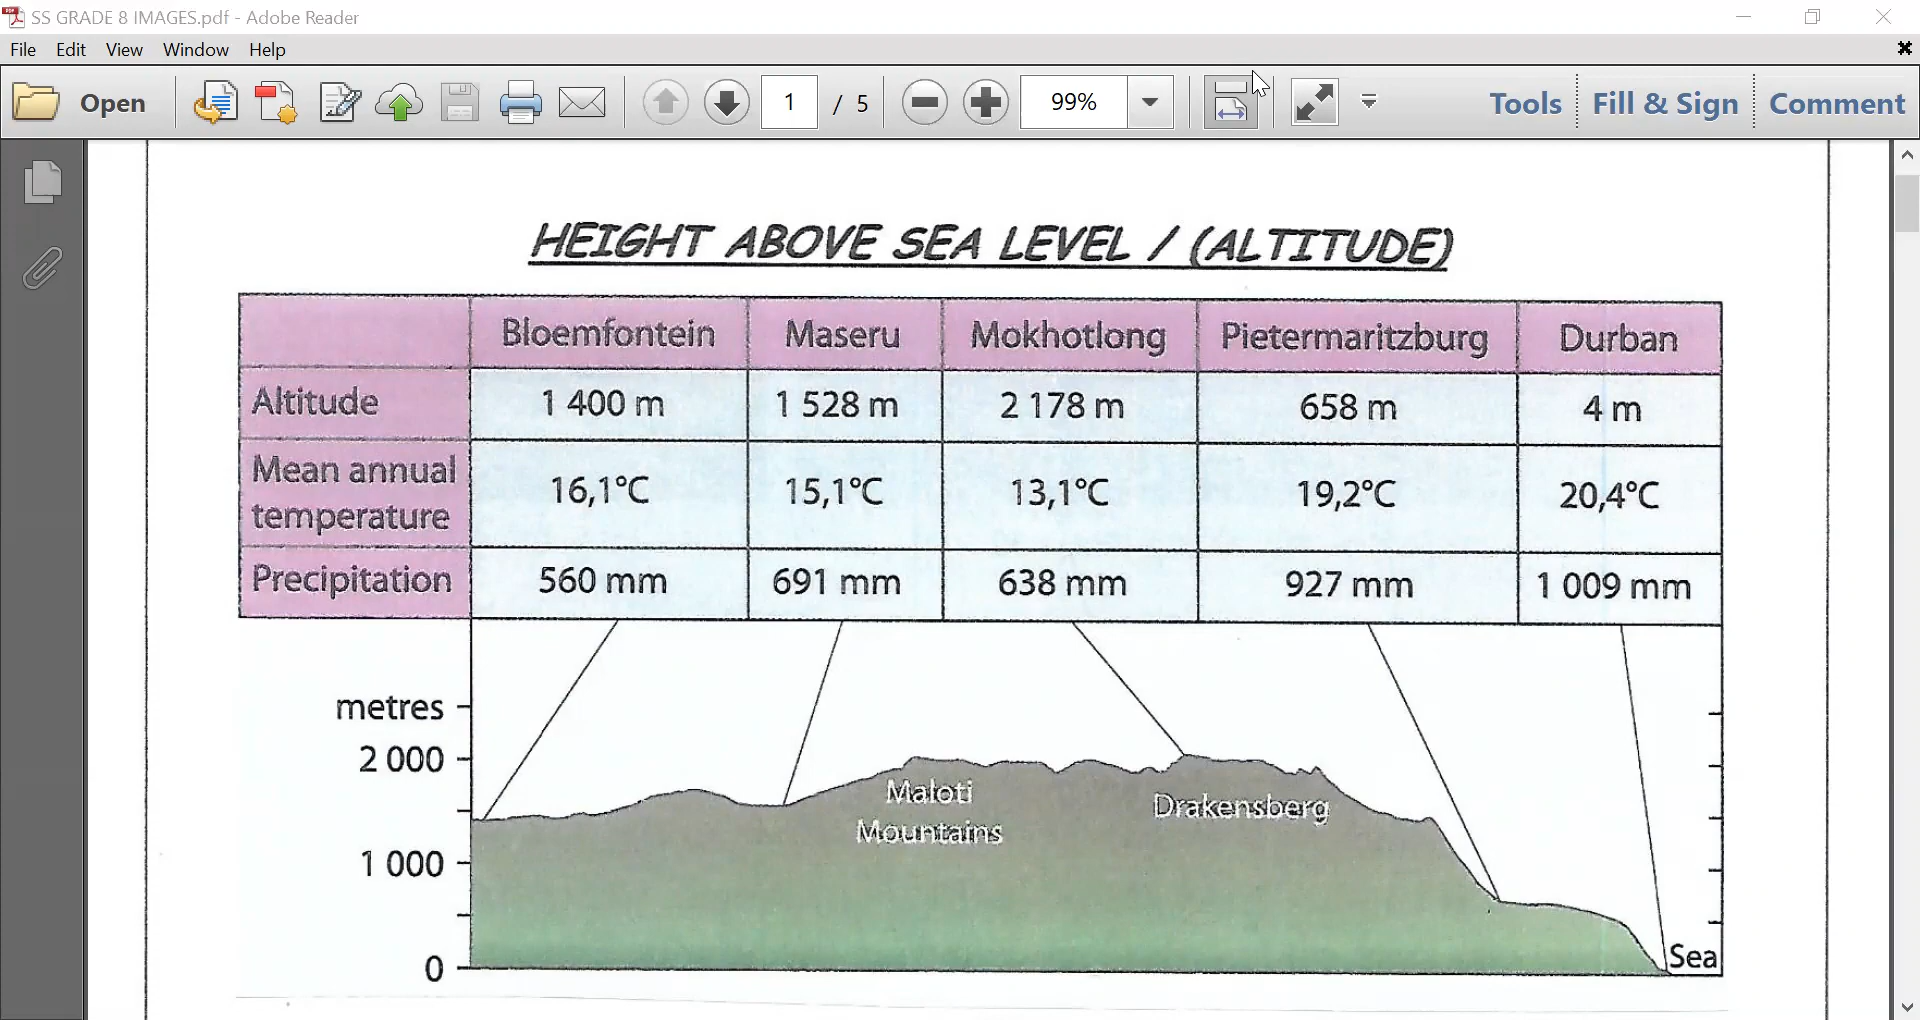 SS GRADE 8 IMAGES.pdf - Adobe Reader
File Edit View Window Help
Open 1 / 5 99% Tools Fill & Sign Comment
HEIGHT ABOVE SEA LEVEL / (ALTITUDE)
Bloemfontein Maseru Mokhotlong Pietermaritzburg Durban
Altitude 1 400 m 1 528 m 2 178 m 658 m 4 m
Mean annual
temperature 16,1°C 15,1°C 13,1°C 19,2°C 20,4°C
Precipitation 560 mm 691 mm 638 mm 927 mm 1 009 mm
metres
2 000
Maloti
Mountains
Drakensberg
1 000
0
Sea